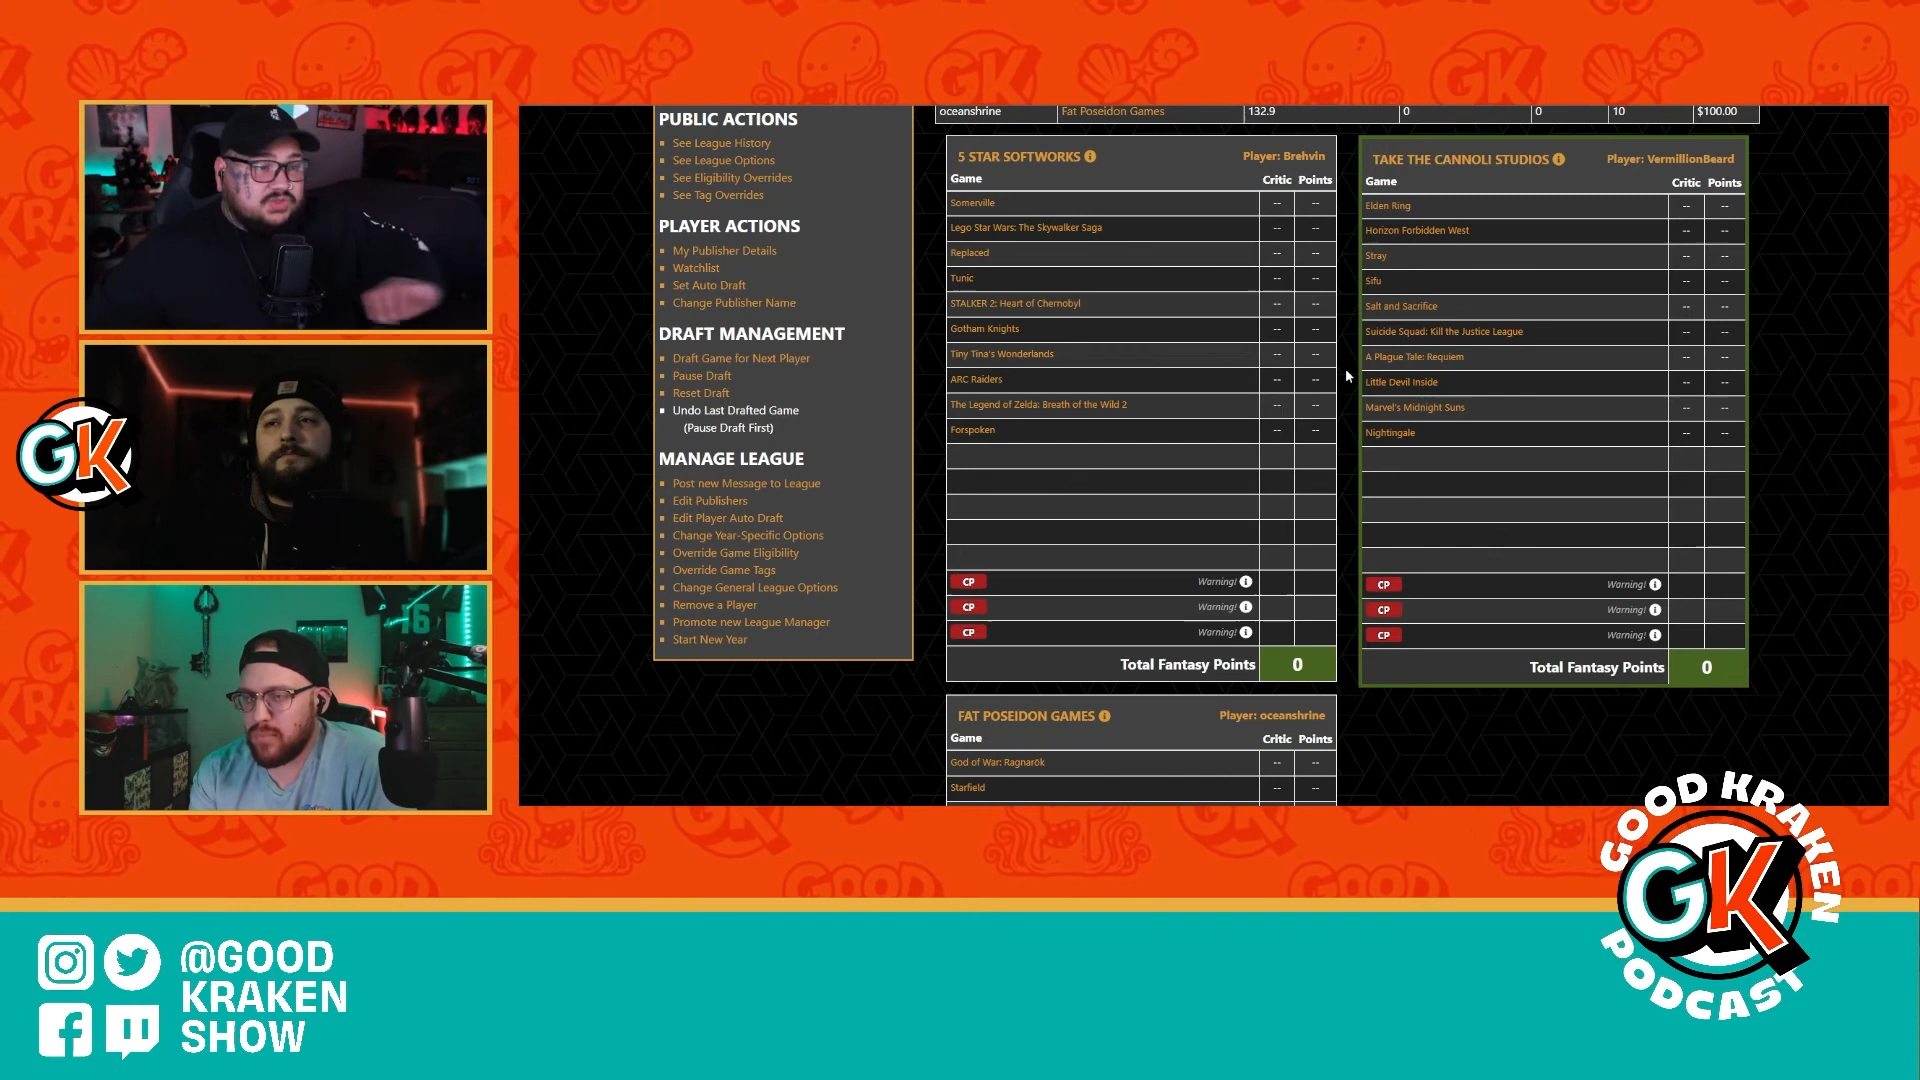 PUBLIC ACTIONS
See League History
See League Options
See Eligibility Overrides
See Tag Overrides
PLAYER ACTIONS
My Publisher Details
Watchlist
Set Auto Draft
Change Publisher Name
DRAFT MANAGEMENT
Draft Game for Next Player
Pause Draft
Reset Draft
Undo Last Drafted Game
(Pause Draft First)
MANAGE LEAGUE
Post new Message to League
Edit Publishers
Edit Player Auto Draft
Change Year-Specific Options
Override Game Eligibility
Override Game Tags
Change General League Options
Remove a Player
Promote new League Manager
Start New Year
oceanshrine Fat Poseidon Games 132.9 0 0 10 $100.00
5 STAR SOFTWORKS Player: Brehvin
Game Critic Points
Somerville -- --
Lego Star Wars: The Skywalker Saga -- --
Replaced -- --
Tunic -- --
STALKER 2: Heart of Chernobyl -- --
Gotham Knights -- --
Tiny Tina's Wonderlands -- --
ARC Raiders -- --
The Legend of Zelda: Breath of the Wild 2 -- --
Forspoken -- --
CP Warning!
CP Warning!
CP Warning!
Total Fantasy Points 0
TAKE THE CANNOLI STUDIOS Player: VermillionBeard
Game Critic Points
Elden Ring -- --
Horizon Forbidden West -- --
Stray -- --
Sifu -- --
Salt and Sacrifice -- --
Suicide Squad: Kill the Justice League -- --
A Plague Tale: Requiem -- --
Little Devil Inside -- --
Marvel's Midnight Suns -- --
Nightingale -- --
CP Warning!
CP Warning!
CP Warning!
Total Fantasy Points 0
FAT POSEIDON GAMES Player: oceanshrine
Game Critic Points
God of War: Ragnarök -- --
Starfield -- --
16
GK
@GOOD
KRAKEN
SHOW
GOOD KRAKEN
GK
PODCAST